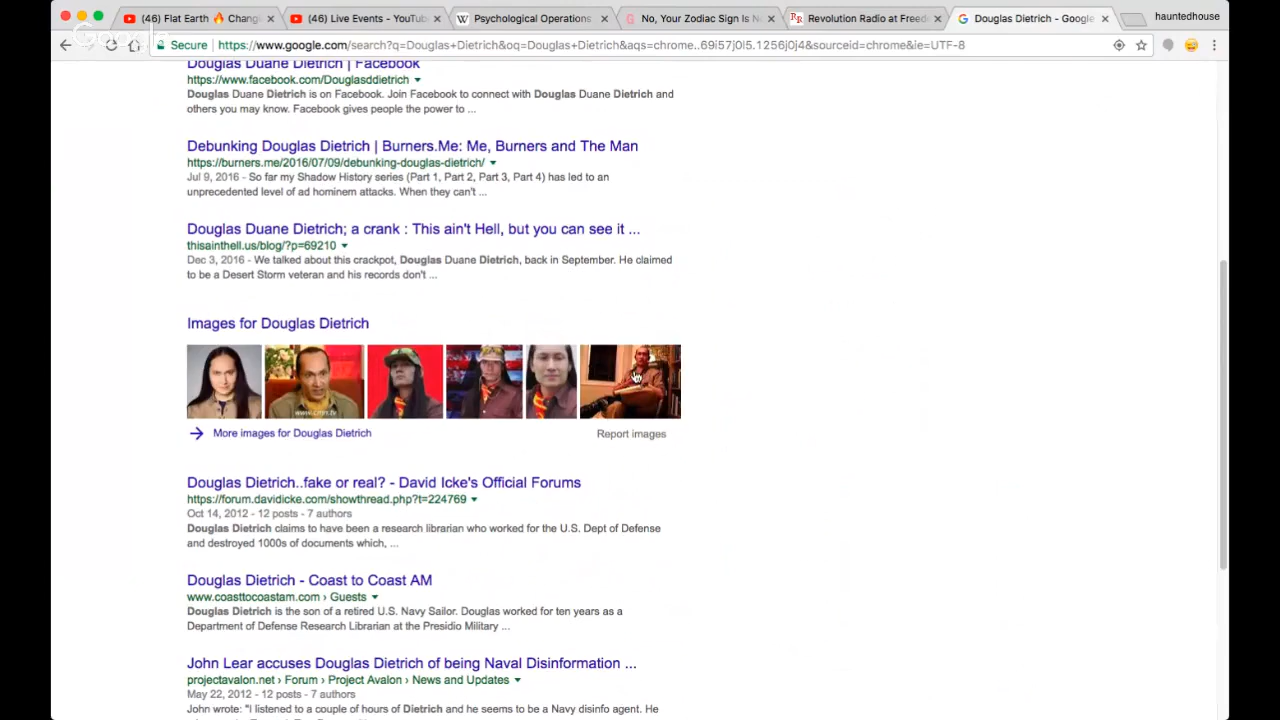 (46) Flat Earth 🔥 Chang
(46) Live Events - YouTub
Psychological Operations
No, Your Zodiac Sign Is N
Revolution Radio at Freed
Douglas Dietrich - Google
hauntedhouse
Google
Secure
https://www.google.com/search?q=Douglas+Dietrich&oq=Douglas+Dietrich&aqs=chrome..69i57j0l5.1256j0j4&sourceid=chrome&ie=UTF-8
Douglas Duane Dietrich | Facebook
https://www.facebook.com/Douglasddietrich
Douglas Duane Dietrich is on Facebook. Join Facebook to connect with Douglas Duane Dietrich and
others you may know. Facebook gives people the power to ...
Debunking Douglas Dietrich | Burners.Me: Me, Burners and The Man
https://burners.me/2016/07/09/debunking-douglas-dietrich/
Jul 9, 2016 - So far my Shadow History series (Part 1, Part 2, Part 3, Part 4) has led to an
unprecedented level of ad hominem attacks. When they can't ...
Douglas Duane Dietrich; a crank : This ain't Hell, but you can see it ...
thisainthell.us/blog/?p=69210
Dec 3, 2016 - We talked about this crackpot, Douglas Duane Dietrich, back in September. He claimed
to be a Desert Storm veteran and his records don't ...
Images for Douglas Dietrich
More images for Douglas Dietrich
Report images
Douglas Dietrich..fake or real? - David Icke's Official Forums
https://forum.davidicke.com/showthread.php?t=224769
Oct 14, 2012 - 12 posts - 7 authors
Douglas Dietrich claims to have been a research librarian who worked for the U.S. Dept of Defense
and destroyed 1000s of documents which, ...
Douglas Dietrich - Coast to Coast AM
www.coasttocoastam.com › Guests
Douglas Dietrich is the son of a retired U.S. Navy Sailor. Douglas worked for ten years as a
Department of Defense Research Librarian at the Presidio Military ...
John Lear accuses Douglas Dietrich of being Naval Disinformation ...
projectavalon.net › Forum › Project Avalon › News and Updates
May 22, 2012 - 12 posts - 7 authors
John wrote: "I listened to a couple of hours of Dietrich and he seems to be a Navy disinfo agent. He